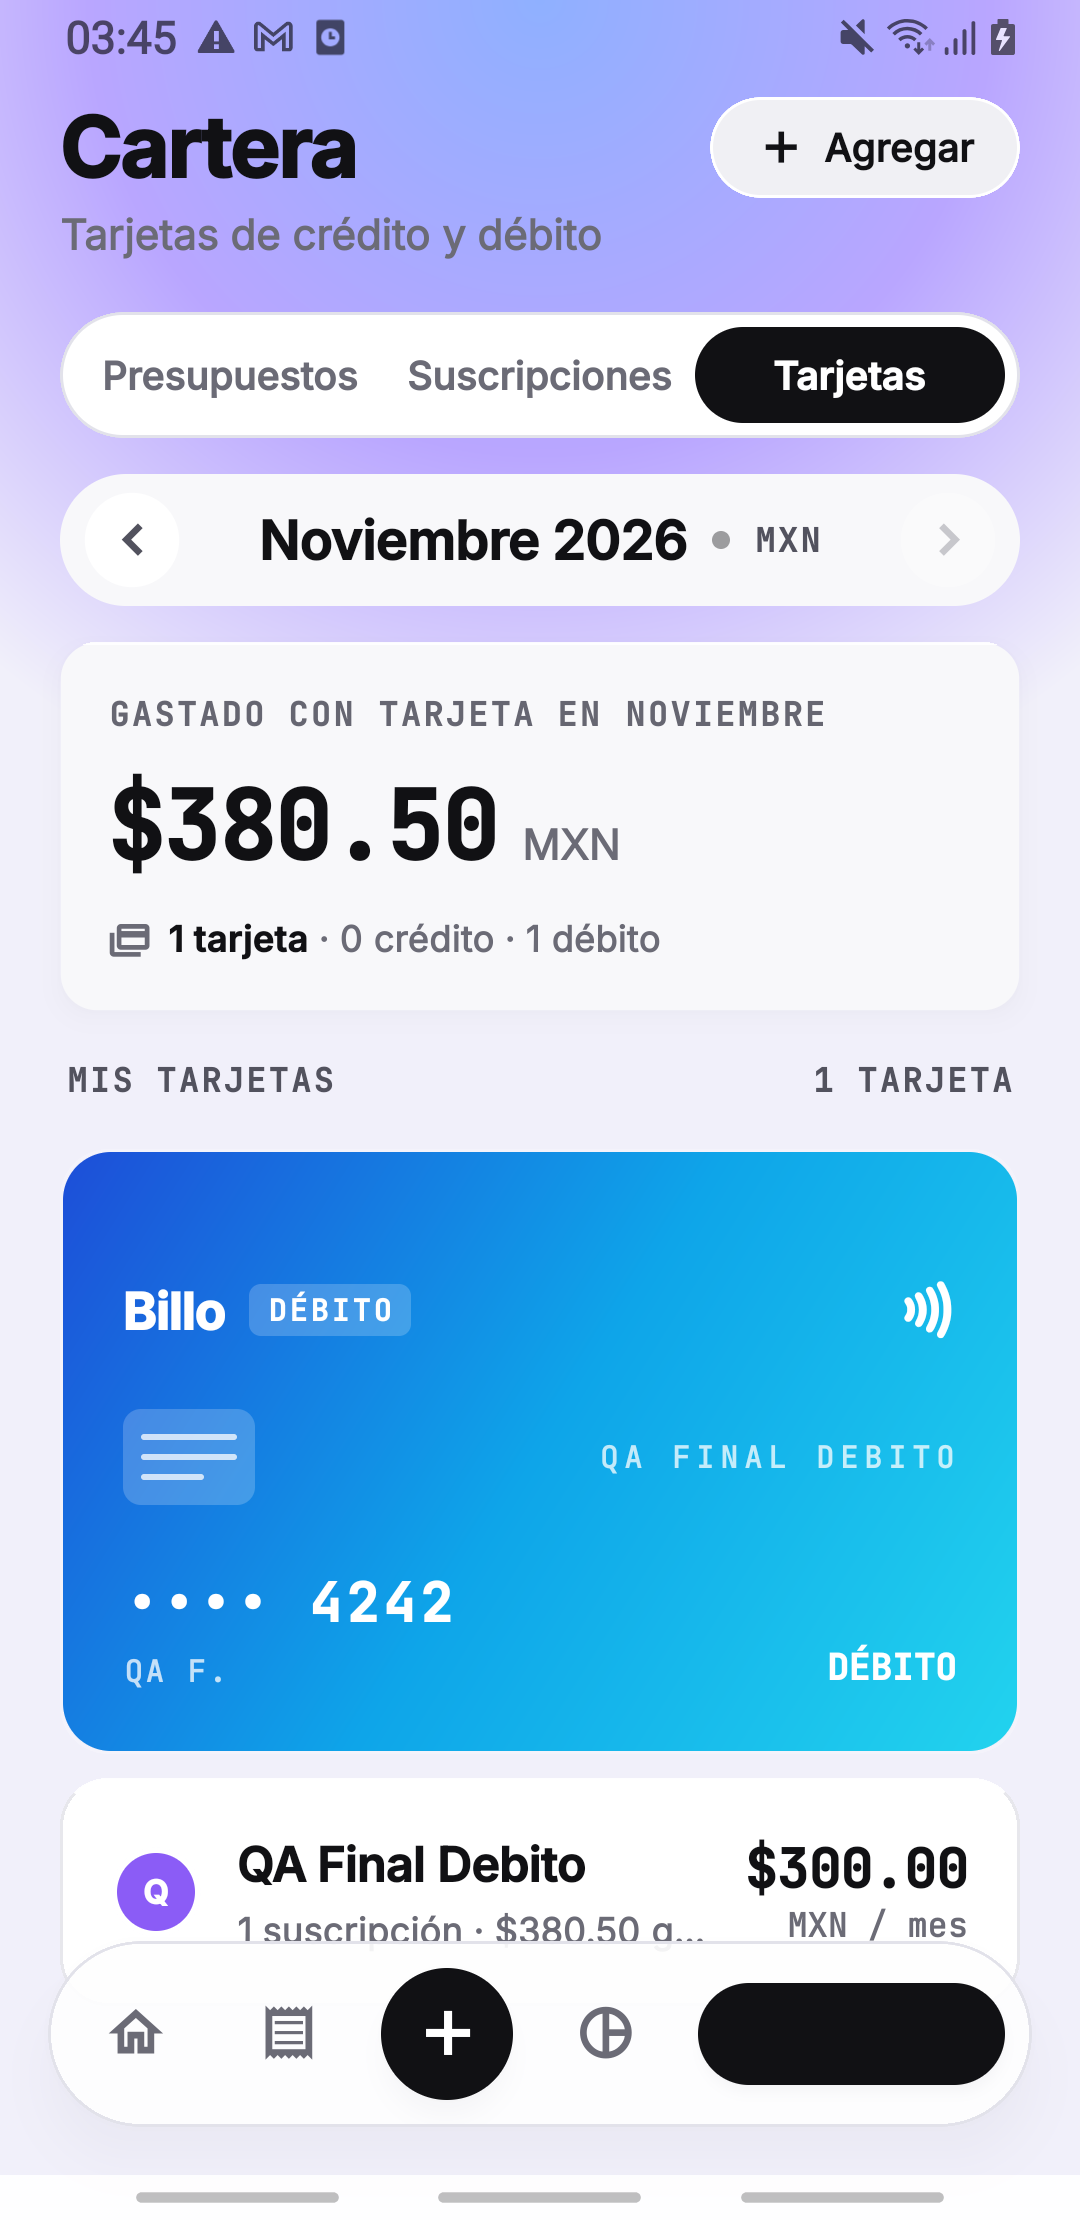 03:45
Cartera
+ Agregar
Tarjetas de crédito y débito
Presupuestos Suscripciones Tarjetas
Noviembre 2026 • MXN
GASTADO CON TARJETA EN NOVIEMBRE
$380.50 MXN
1 tarjeta · 0 crédito · 1 débito
MIS TARJETAS 1 TARJETA
Billo DÉBITO
QA FINAL DEBITO
•••• 4242
QA F.
DÉBITO
Q QA Final Debito $300.00
1 suscripción · $380.50 g... MXN / mes